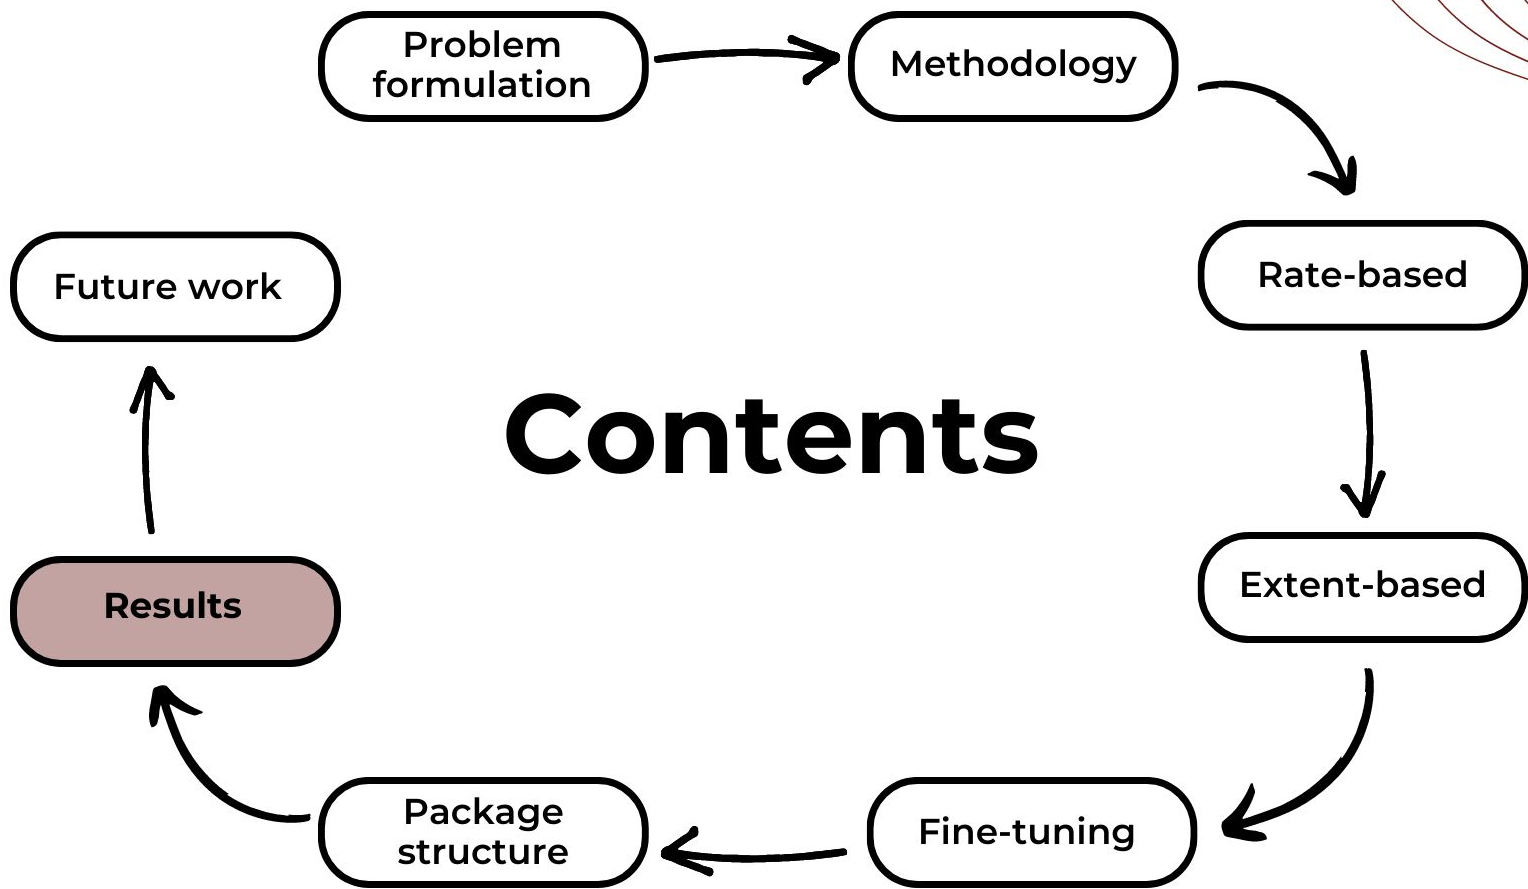 Problem
formulation
Methodology
Rate-based
Extent-based
Fine-tuning
Package
structure
Results
Future work
Contents